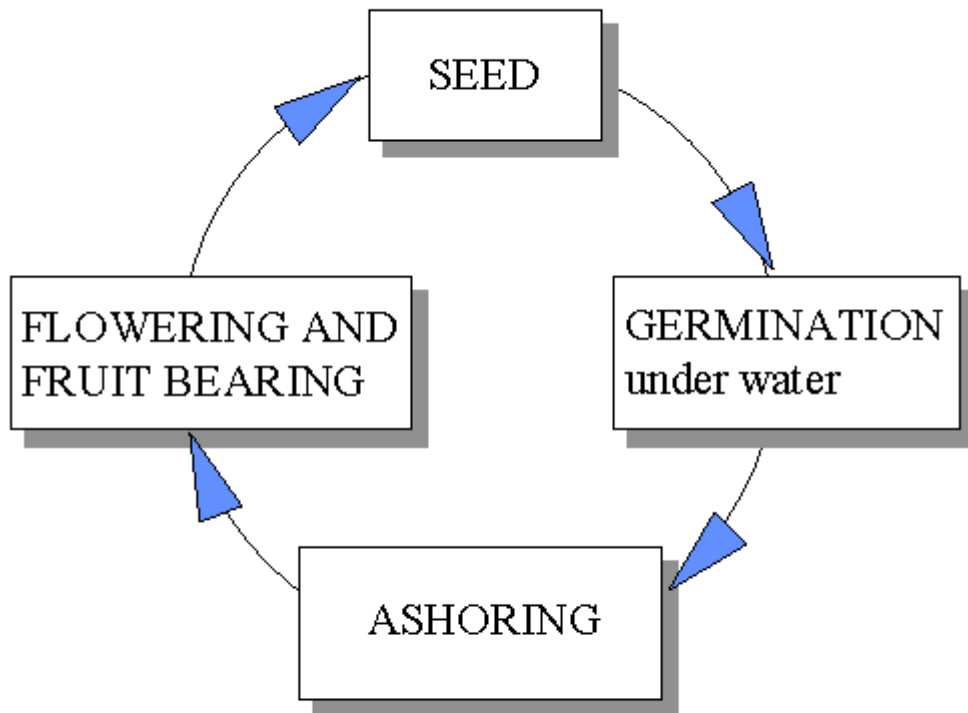 SEED
GERMINATION
under water
ASHORING
FLOWERING AND
FRUIT BEARING